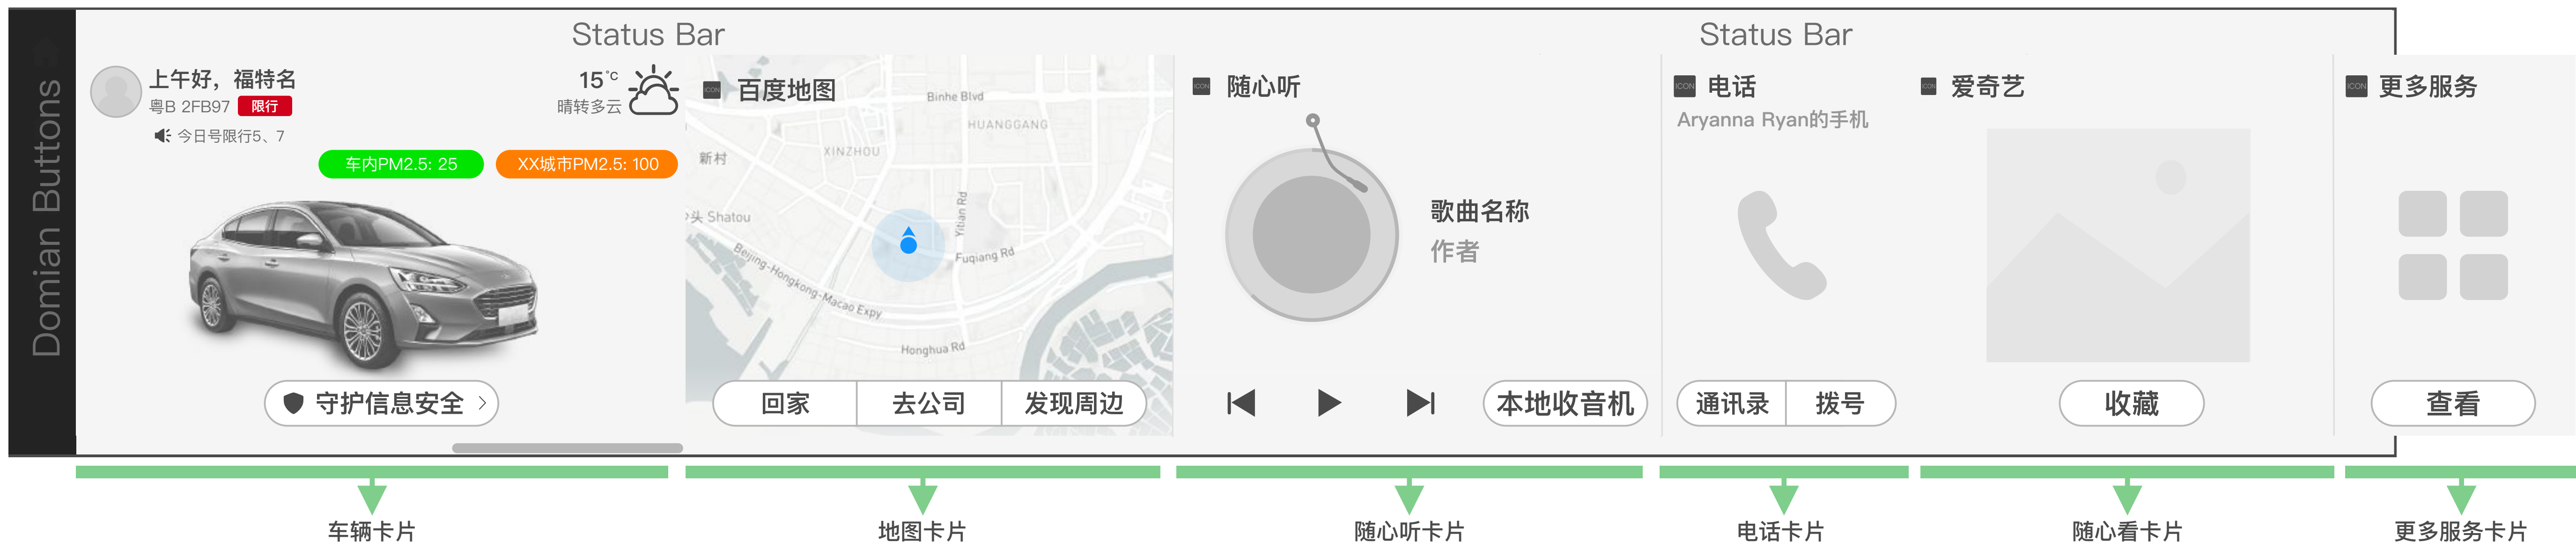 Domian Buttons
Status Bar
Status Bar
上午好，福特名
粤B 2FB97 限行
今日号限行5、7
15°C
晴转多云
车内PM2.5: 25
XX城市PM2.5: 100
守护信息安全
ICON 百度地图
Binhe Blvd
HUANGGANG
XINZHOU
新村
头 Shatou
Yitian Rd
Fuqiang Rd
Beijing-Hongkong-Macao Expy
Honghua Rd
回家
去公司
发现周边
ICON 随心听
歌曲名称
作者
本地收音机
ICON 电话
Aryanna Ryan的手机
通讯录
拨号
ICON 爱奇艺
收藏
ICON 更多服务
查看
车辆卡片
地图卡片
随心听卡片
电话卡片
随心看卡片
更多服务卡片